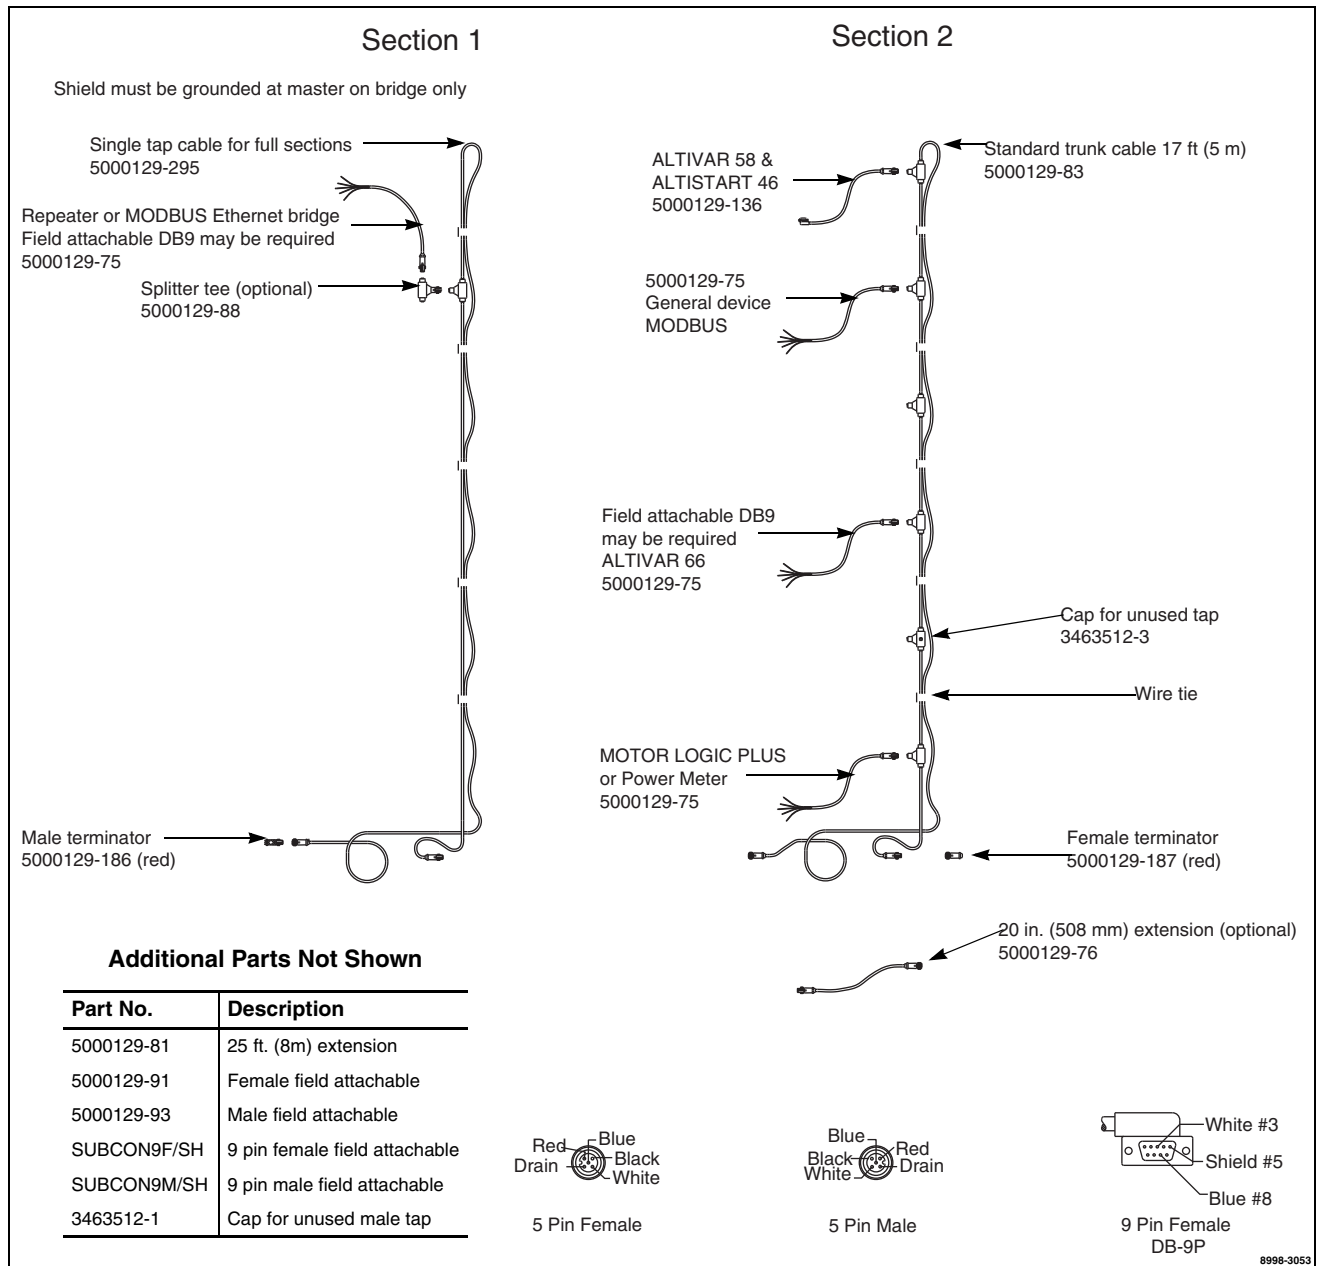 Section 1
Shield must be grounded at master on bridge only
Single tap cable for full sections
5000129-295
Repeater or MODBUS Ethernet bridge
Field attachable DB9 may be required
5000129-75
Splitter tee (optional)
5000129-88
Male terminator
5000129-186 (red)
Section 2
ALTIVAR 58 &
ALTISTART 46
5000129-136
5000129-75
General device
MODBUS
Field attachable DB9
may be required
ALTIVAR 66
5000129-75
MOTOR LOGIC PLUS
or Power Meter
5000129-75
Standard trunk cable 17 ft (5 m)
5000129-83
Cap for unused tap
3463512-3
Wire tie
Female terminator
5000129-187 (red)
20 in. (508 mm) extension (optional)
5000129-76
Additional Parts Not Shown
Part No. Description
5000129-81 25 ft. (8m) extension
5000129-91 Female field attachable
5000129-93 Male field attachable
SUBCON9F/SH 9 pin female field attachable
SUBCON9M/SH 9 pin male field attachable
3463512-1 Cap for unused male tap
Red Blue
Drain Black
White
5 Pin Female
Blue Red
Black Drain
White
5 Pin Male
White #3
Shield #5
Blue #8
9 Pin Female
DB-9P
8998-3053